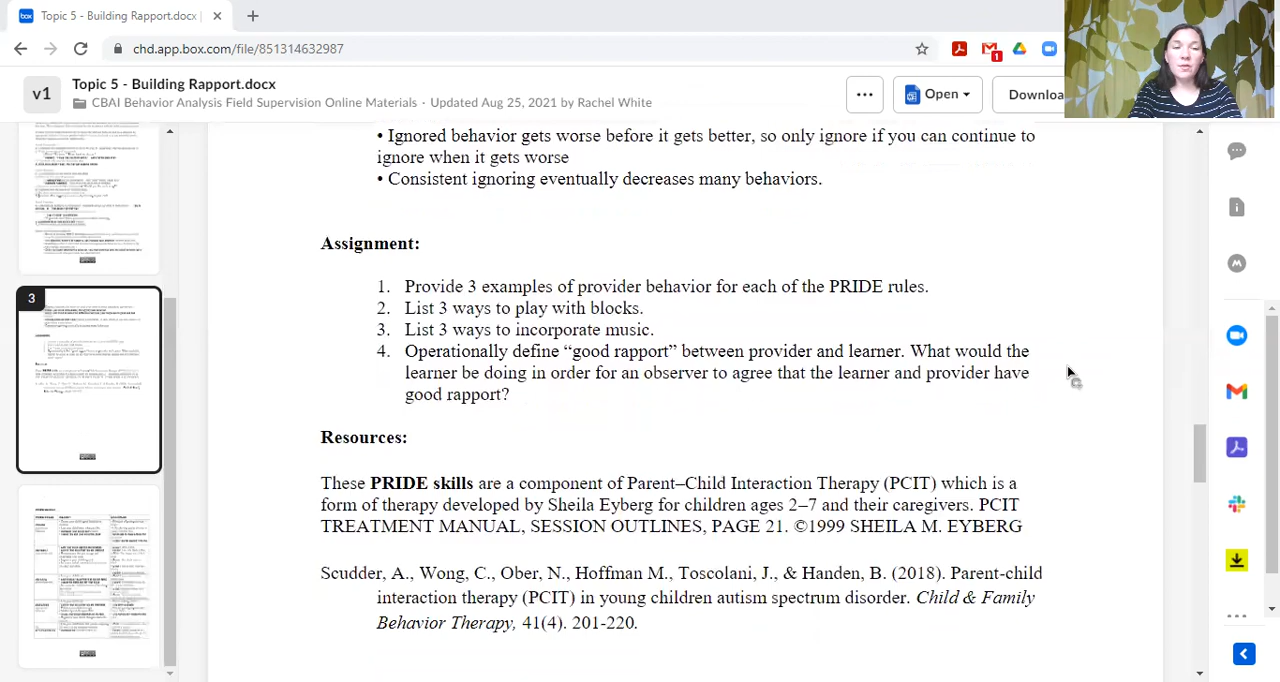 Topic 5 - Building Rapport.docx
chd.app.box.com/file/851314632987
1
v1
Topic 5 - Building Rapport.docx
CBAI Behavior Analysis Field Supervision Online Materials · Updated Aug 25, 2021 by Rachel White
Open
Downloa
• Ignored behaviors get worse before it gets better, so only ignore if you can continue to
ignore when it gets worse
• Consistent ignoring eventually decreases many behaviors.
Assignment:
1. Provide 3 examples of provider behavior for each of the PRIDE rules.
2. List 3 ways to play with blocks.
3. List 3 ways to incorporate music.
4. Operationally define “good rapport” between provider and learner. What would the
learner be doing in order for an observer to state that the learner and provider have
good rapport?
Resources:
These PRIDE skills are a component of Parent–Child Interaction Therapy (PCIT) which is a
form of therapy developed by Sheila Eyberg for children ages 2–7 and their caregivers. PCIT
TREATMENT MANUAL, SESSION OUTLINES, PAGE 21, © 1999 SHEILA M. EYBERG
Scudder, A., Wong, C., Ober, N., Hoffman M., Toscolani, J., & Handen, B. (2018). Parent-child
interaction therapy (PCIT) in young children autism spectrum disorder. Child & Family
Behavior Therapy, 41(4). 201-220.
3